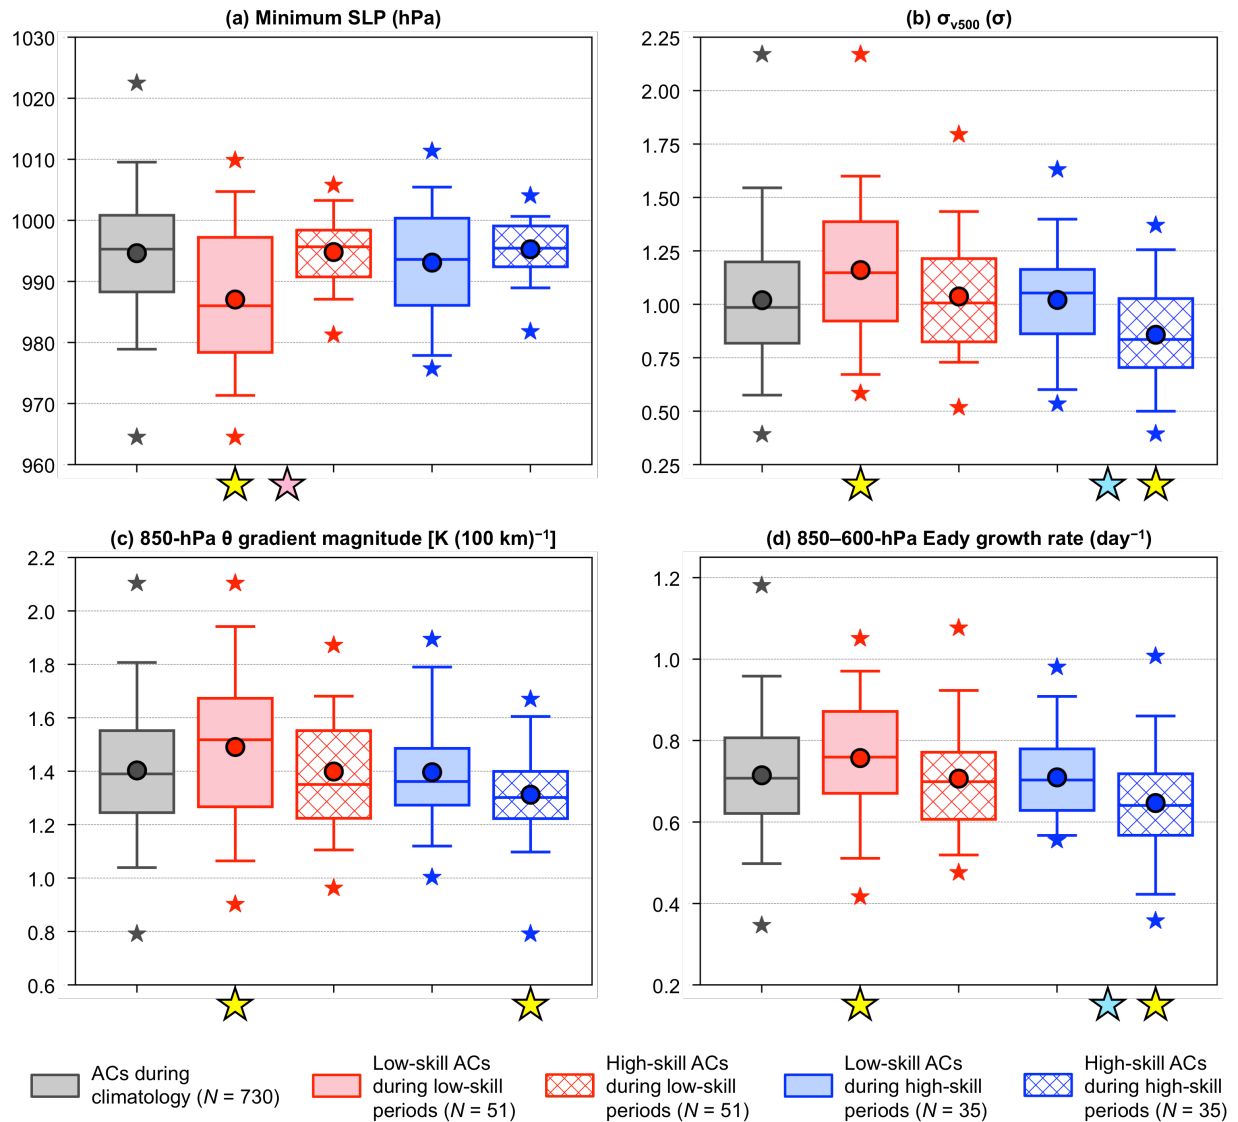 (a) Minimum SLP (hPa)
1030
1020
1010
1000
990
980
970
960
(b) σv500 (σ)
2.25
2.00
1.75
1.50
1.25
1.00
0.75
0.50
0.25
(c) 850-hPa θ gradient magnitude [K (100 km)⁻¹]
2.2
2.0
1.8
1.6
1.4
1.2
1.0
0.8
0.6
(d) 850–600-hPa Eady growth rate (day⁻¹)
1.2
1.0
0.8
0.6
0.4
0.2
ACs during
climatology (N = 730)
Low-skill ACs
during low-skill
periods (N = 51)
High-skill ACs
during low-skill
periods (N = 51)
Low-skill ACs
during high-skill
periods (N = 35)
High-skill ACs
during high-skill
periods (N = 35)